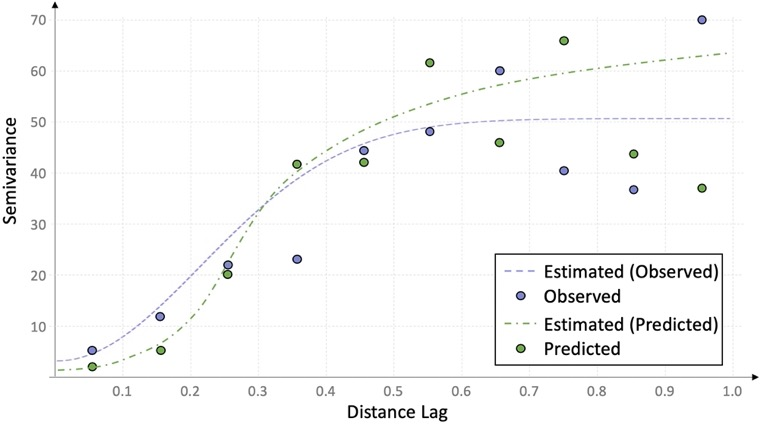 70
60
50
40
30
20
10
Semivariance
0.1 0.2 0.3 0.4 0.5 0.6 0.7 0.8 0.9 1.0
Distance Lag
Estimated (Observed)
Observed
Estimated (Predicted)
Predicted